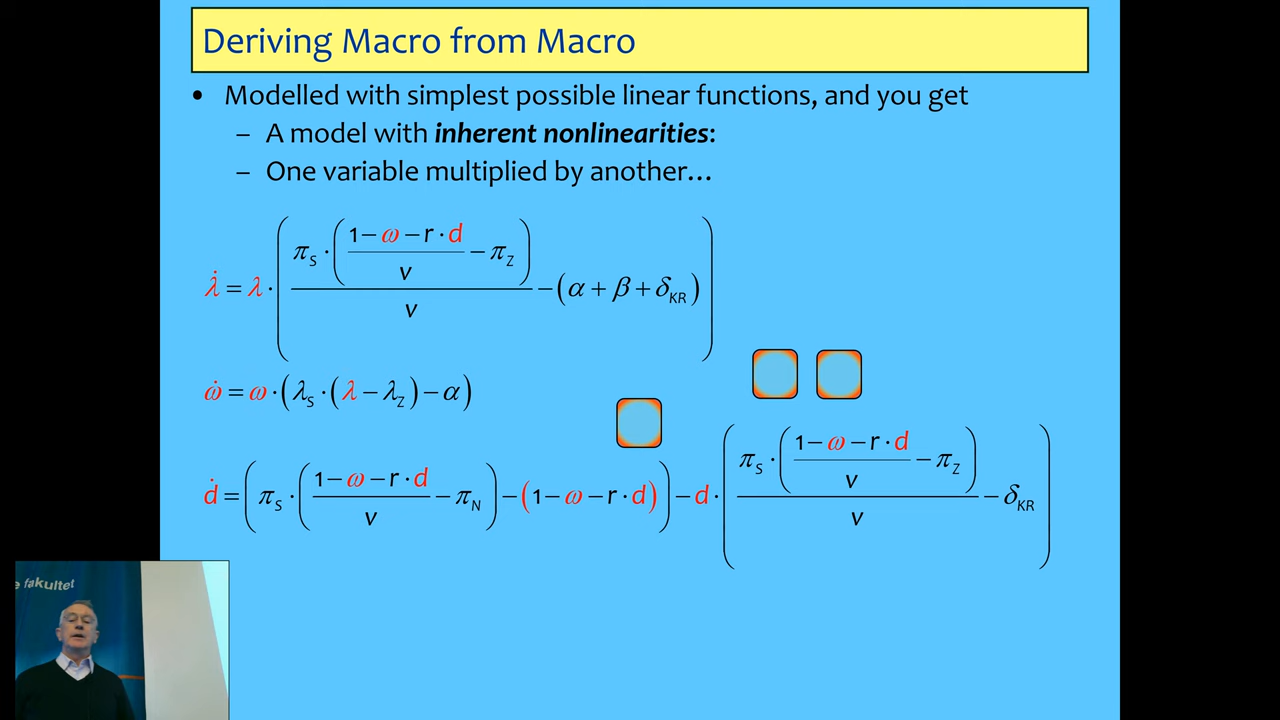 Deriving Macro from Macro
• Modelled with simplest possible linear functions, and you get
– A model with inherent nonlinearities:
– One variable multiplied by another…
λ̇ = λ · ( ( π_S · ( (1 − ω − r · d) / v − π_Z ) ) / v − ( α + β + δ_KR ) )
ω̇ = ω · ( λ_S · ( λ − λ_Z ) − α )
ḋ = ( π_S · ( (1 − ω − r · d) / v − π_N ) − ( 1 − ω − r · d ) ) − d · ( ( π_S · ( (1 − ω − r · d) / v − π_Z ) ) / v − δ_KR )
e fakultet